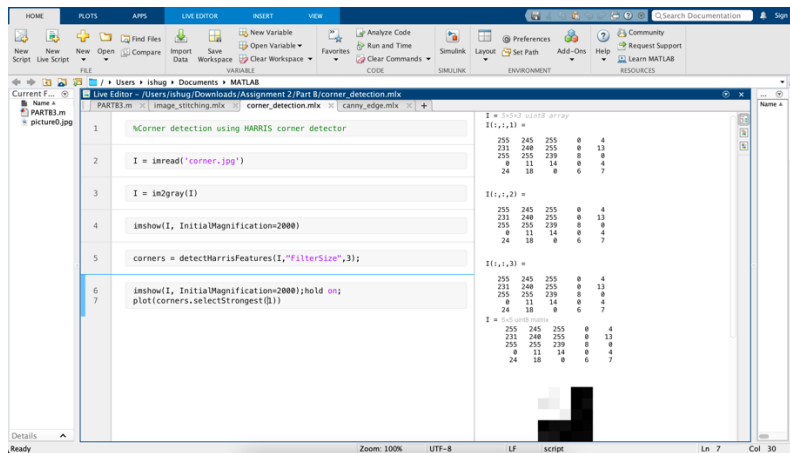 HOME PLOTS APPS LIVE EDITOR INSERT VIEW Search Documentation Sign
New Script
New Live Script
New
Open
Find Files
Compare
Import Data
Save Workspace
New Variable
Open Variable
Clear Workspace
Favorites
Analyze Code
Run and Time
Clear Commands
Simulink
Layout
Preferences
Set Path
Add-Ons
Help
Community
Request Support
Learn MATLAB
FILE VARIABLE CODE SIMULINK ENVIRONMENT RESOURCES
/ Users ishug Documents MATLAB
Current F...
Name
PARTB3.m
picture0.jpg
Live Editor - /Users/ishug/Downloads/Assignment 2/Part B/corner_detection.mlx
PARTB3.m image_stitching.mlx corner_detection.mlx canny_edge.mlx +
1 %Corner detection using HARRIS corner detector
2 I = imread('corner.jpg')
3 I = im2gray(I)
4 imshow(I, InitialMagnification=2000)
5 corners = detectHarrisFeatures(I,"FilterSize",3);
6 imshow(I, InitialMagnification=2000);hold on;
7 plot(corners.selectStrongest(1))
I = 5×5×3 uint8 array
I(:,:,1) =
255 245 255 0 4
231 240 255 0 13
255 255 239 8 0
0 11 14 0 4
24 18 0 6 7
I(:,:,2) =
255 245 255 0 4
231 240 255 0 13
255 255 239 8 0
0 11 14 0 4
24 18 0 6 7
I(:,:,3) =
255 245 255 0 4
231 240 255 0 13
255 255 239 8 0
0 11 14 0 4
24 18 0 6 7
I = 5×5 uint8 matrix
255 245 255 0 4
231 240 255 0 13
255 255 239 8 0
0 11 14 0 4
24 18 0 6 7
...
Name
Details
Ready
Zoom: 100% UTF-8 LF script Ln 7 Col 30